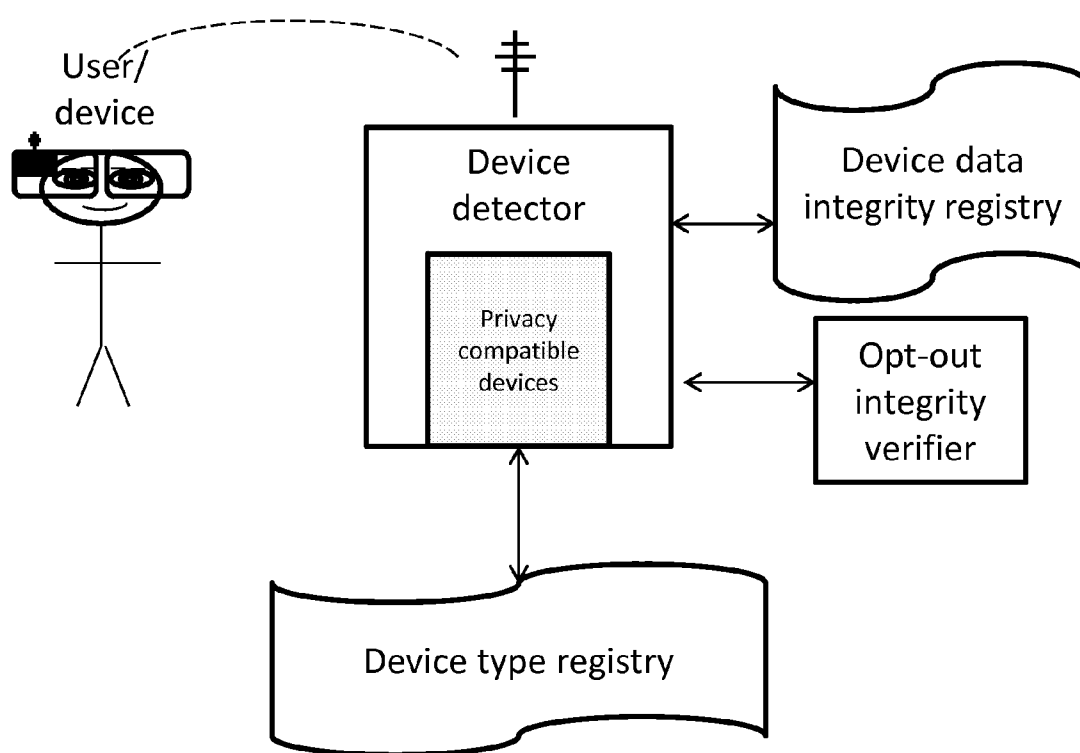 User/
device
Device
detector
Privacy
compatible
devices
Device data
integrity registry
Opt-out
integrity
verifier
Device type registry